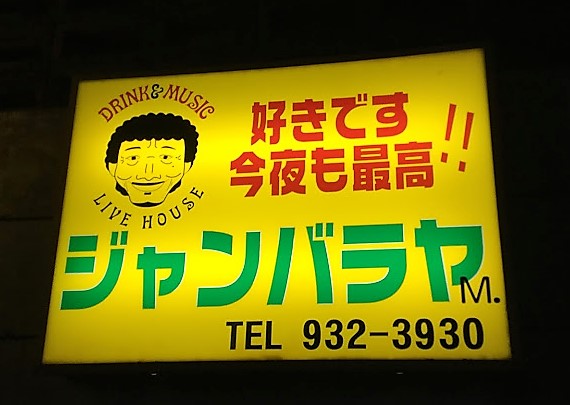 DRINK & MUSIC
LIVE HOUSE
好きです
今夜も最高!!
ジャンバラヤ M.
TEL 932-3930